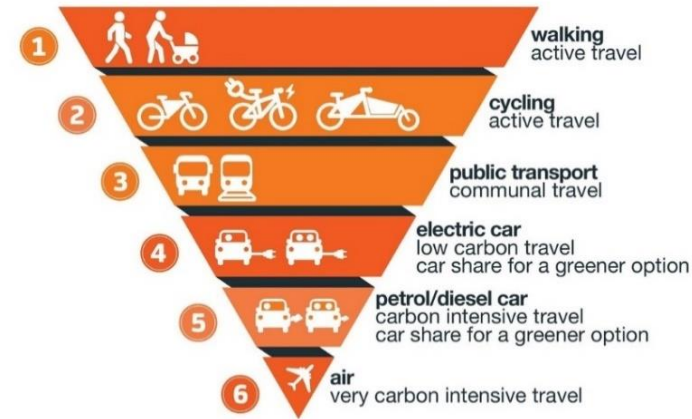 1
walking
active travel
2
cycling
active travel
3
public transport
communal travel
4
electric car
low carbon travel
car share for a greener option
5
petrol/diesel car
carbon intensive travel
car share for a greener option
6
air
very carbon intensive travel